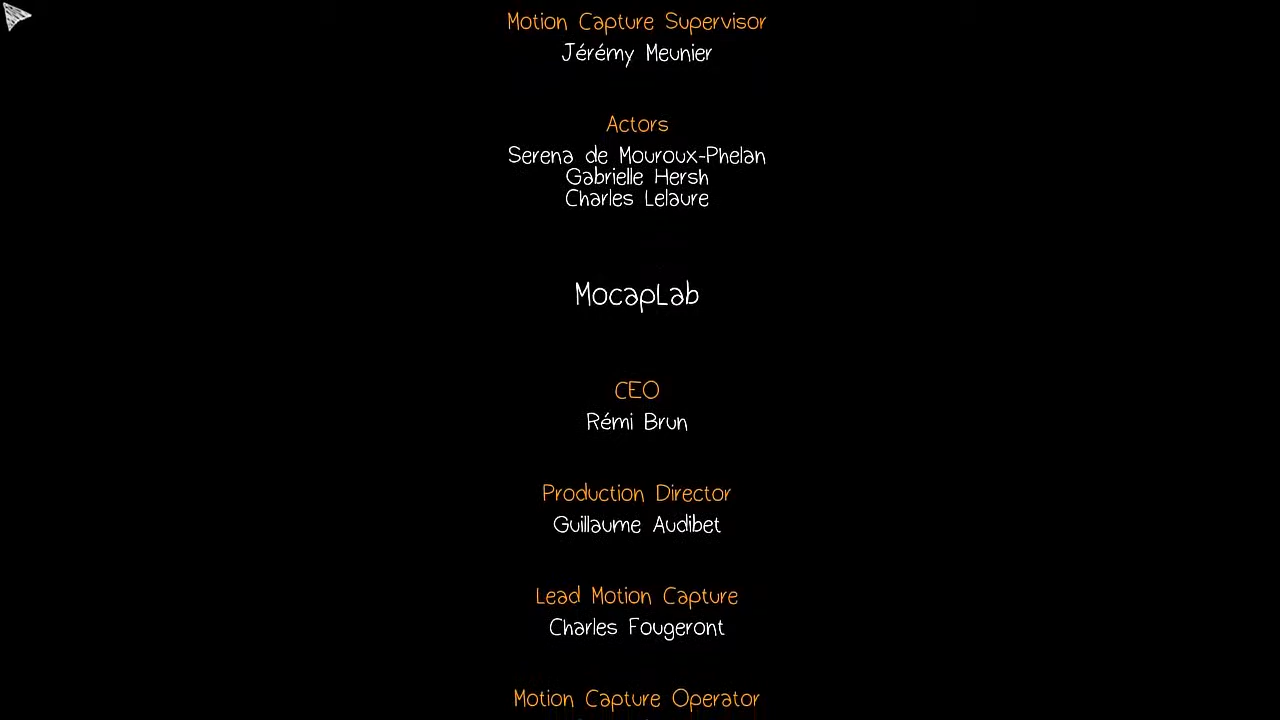 Motion Capture Supervisor
Jérémy Meunier
Actors
Serena de Mouroux-Phelan
Gabrielle Hersh
Charles Lelaure
MocapLab
CEO
Rémi Brun
Production Director
Guillaume Audibet
Lead Motion Capture
Charles Fougeront
Motion Capture Operator